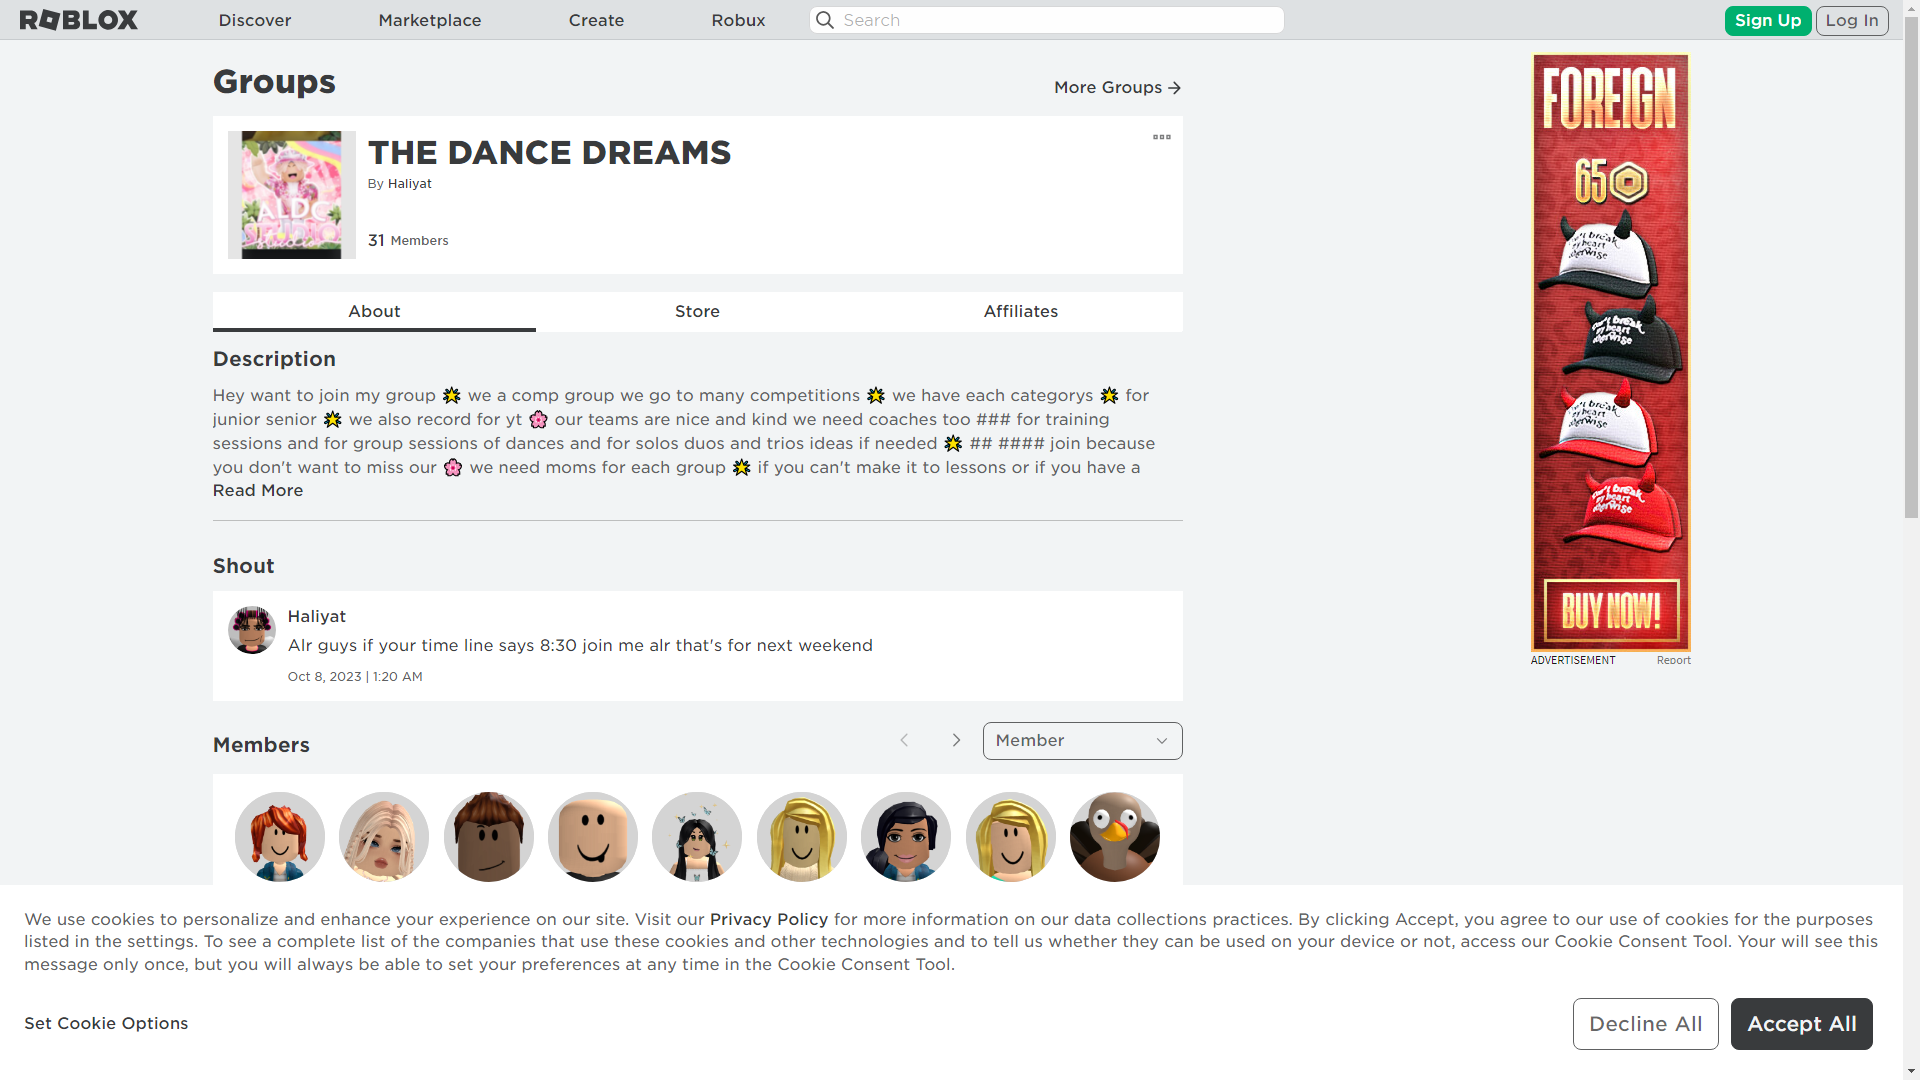 ROBLOX
Discover
Marketplace
Create
Robux
Search
Sign Up
Log In
Groups
More Groups
THE DANCE DREAMS
By Haliyat
31 Members
ALDC
STUDIO
About
Store
Affiliates
Description
Hey want to join my group 🌟 we a comp group we go to many competitions 🌟 we have each categorys 🌟 for
junior senior 🌟 we also record for yt 🌸 our teams are nice and kind we need coaches too ### for training
sessions and for group sessions of dances and for solos duos and trios ideas if needed 🌟 ## #### join because
you don't want to miss our 🌸 we need moms for each group 🌟 if you can't make it to lessons or if you have a
Read More
Shout
Haliyat
Alr guys if your time line says 8:30 join me alr that's for next weekend
Oct 8, 2023 | 1:20 AM
Members
Member
FOREIGN
65
BUY NOW!
ADVERTISEMENT
Report
We use cookies to personalize and enhance your experience on our site. Visit our Privacy Policy for more information on our data collections practices. By clicking Accept, you agree to our use of cookies for the purposes
listed in the settings. To see a complete list of the companies that use these cookies and other technologies and to tell us whether they can be used on your device or not, access our Cookie Consent Tool. Your will see this
message only once, but you will always be able to set your preferences at any time in the Cookie Consent Tool.
Set Cookie Options
Decline All
Accept All